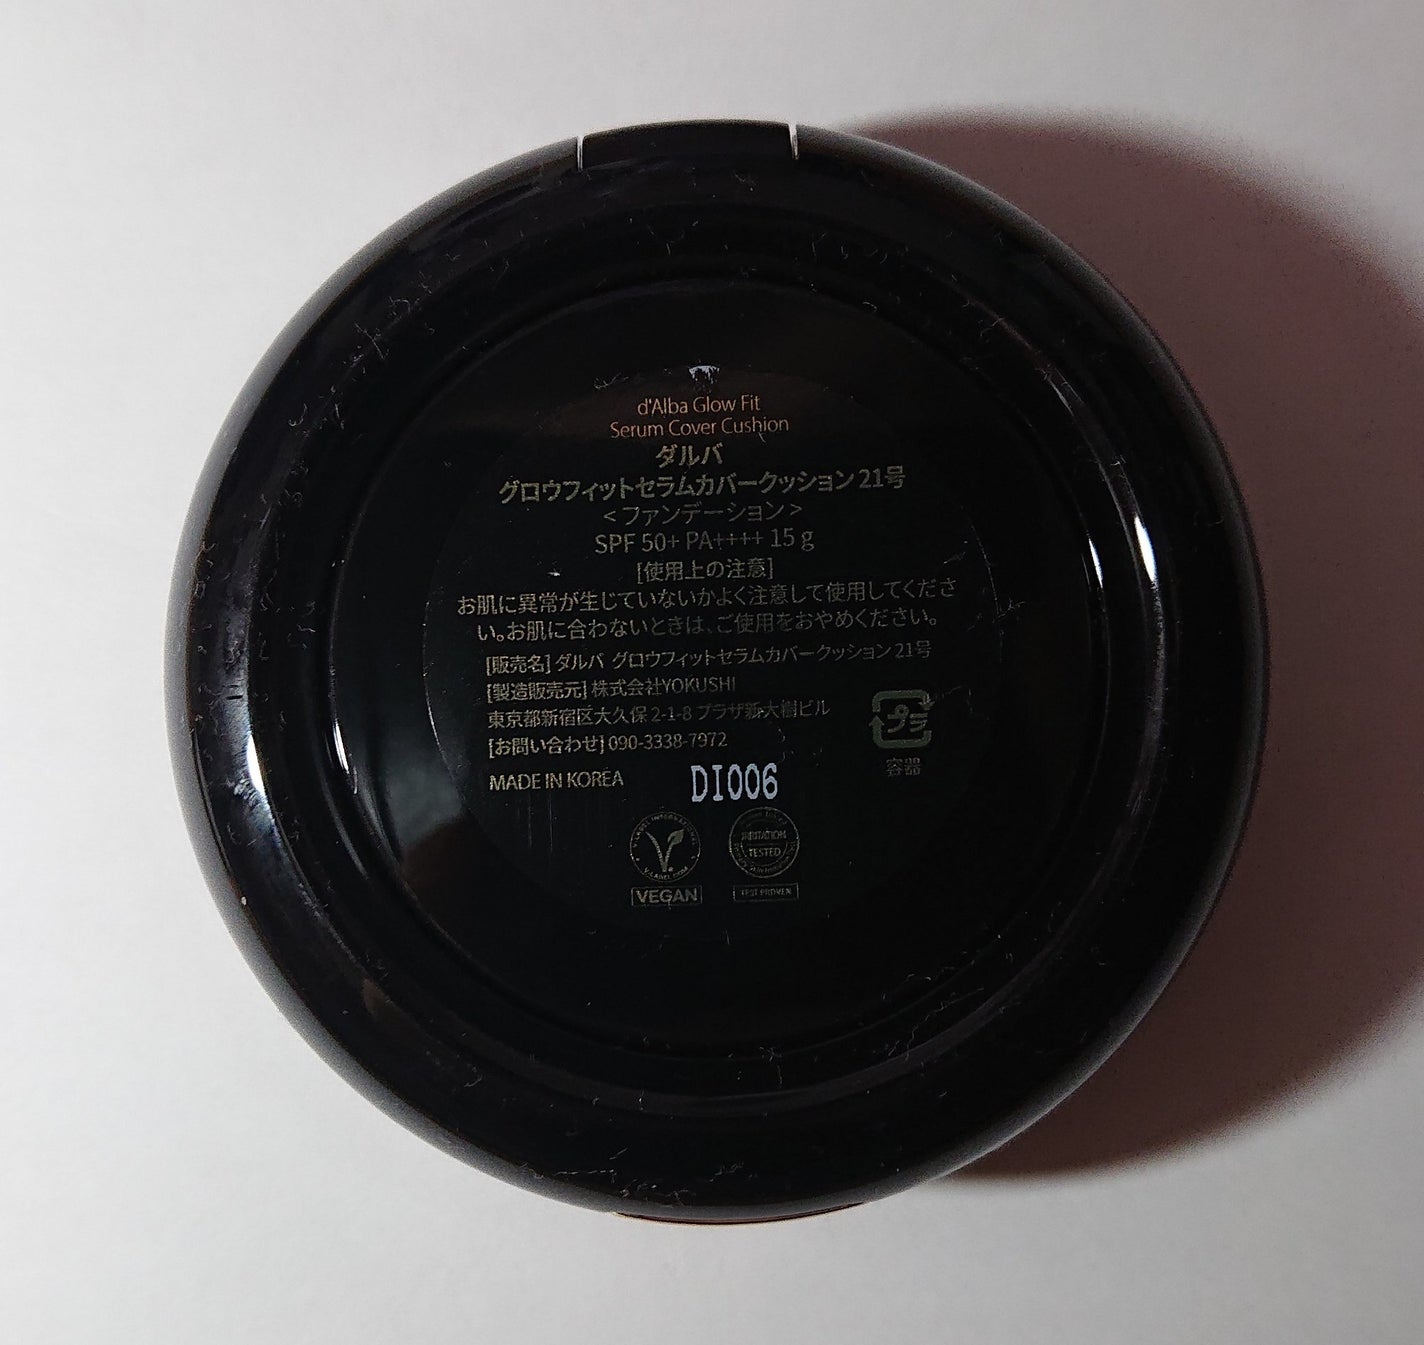 d'Alba Glow Fit
Serum Cover Cushion
ダルバ
グロウフィットセラムカバークッション 21号
<ファンデーション>
SPF 50+ PA++++ 15 g
[使用上の注意]
お肌に異常が生じていないかよく注意して使用してくださ
い。お肌に合わないときは、ご使用をおやめください。
[販売名] ダルバ グロウフィットセラムカバークッション 21号
[製造販売元] 株式会社YOKUSHI
東京都新宿区大久保 2-1-8 プラザ新大樹ビル
[お問い合わせ] 090-3338-7972
プラ
容器
MADE IN KOREA
DI006
V-LABEL INTERNATIONAL
V-LABEL.COM
VEGAN
IRRITATION
TESTED
TEST PROVEN